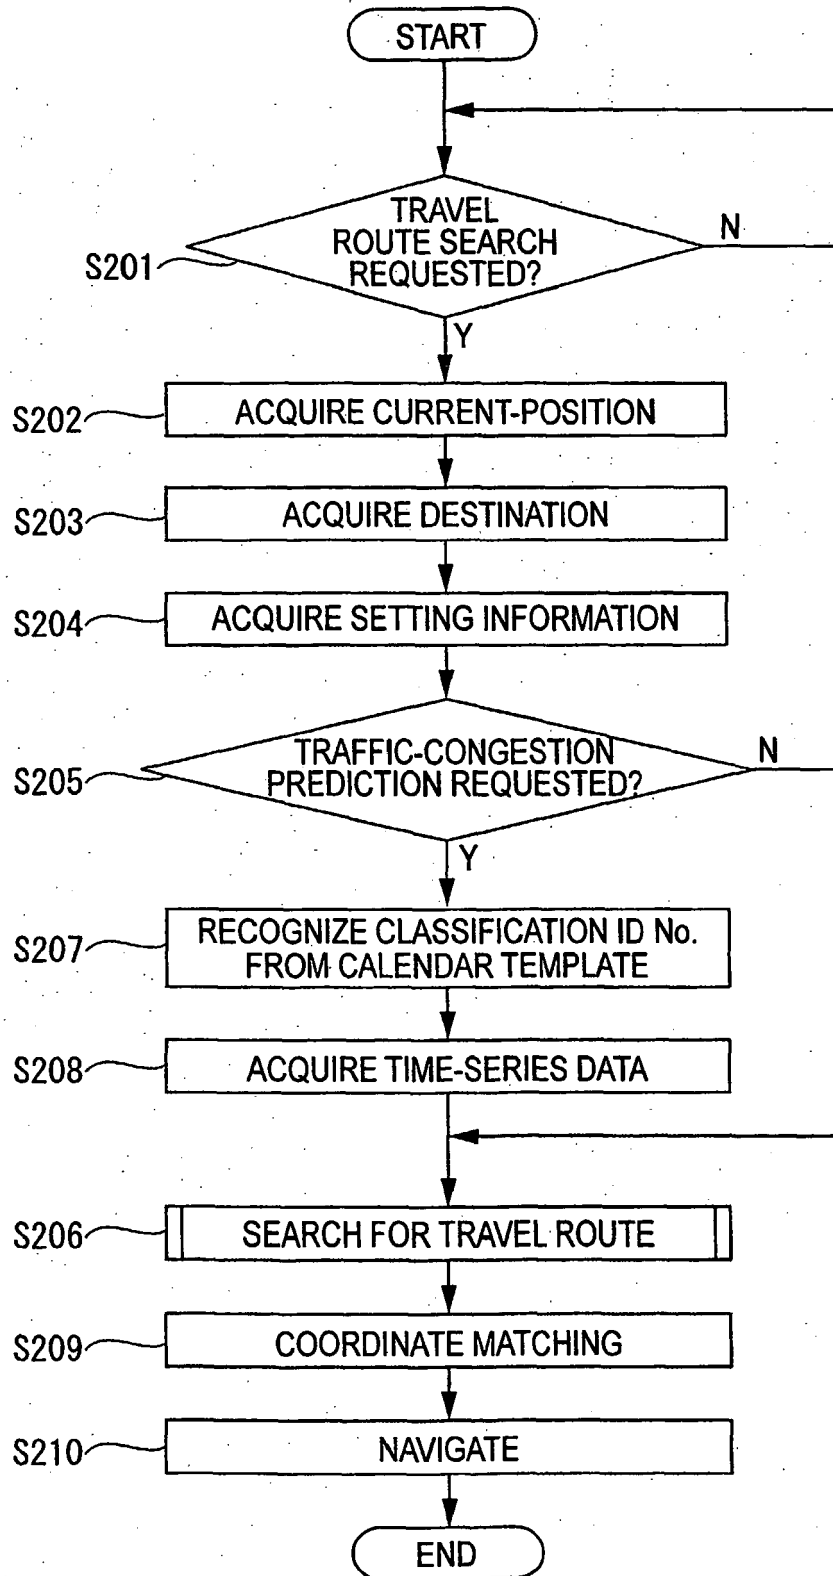 START
TRAVEL
ROUTE SEARCH
REQUESTED?
N
S201
Y
S202
ACQUIRE CURRENT-POSITION
S203
ACQUIRE DESTINATION
S204
ACQUIRE SETTING INFORMATION
TRAFFIC-CONGESTION
PREDICTION REQUESTED?
N
S205
Y
RECOGNIZE CLASSIFICATION ID No.
FROM CALENDAR TEMPLATE
S207
S208
ACQUIRE TIME-SERIES DATA
S206
SEARCH FOR TRAVEL ROUTE
S209
COORDINATE MATCHING
S210
NAVIGATE
END